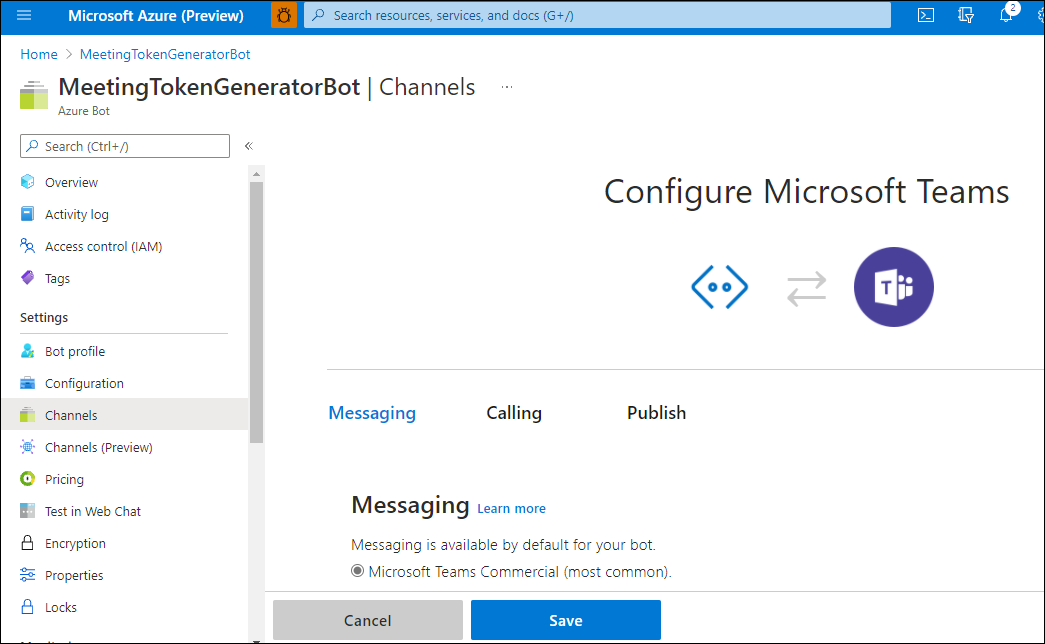 Microsoft Azure (Preview)
Search resources, services, and docs (G+/)
2
Home > MeetingTokenGeneratorBot
MeetingTokenGeneratorBot | Channels ...
Azure Bot
Search (Ctrl+/)
«
Overview
Activity log
Access control (IAM)
Tags
Settings
Bot profile
Configuration
Channels
Channels (Preview)
Pricing
Test in Web Chat
Encryption
Properties
Locks
Configure Microsoft Teams
T
Messaging Calling Publish
Messaging Learn more
Messaging is available by default for your bot.
Microsoft Teams Commercial (most common).
Cancel Save